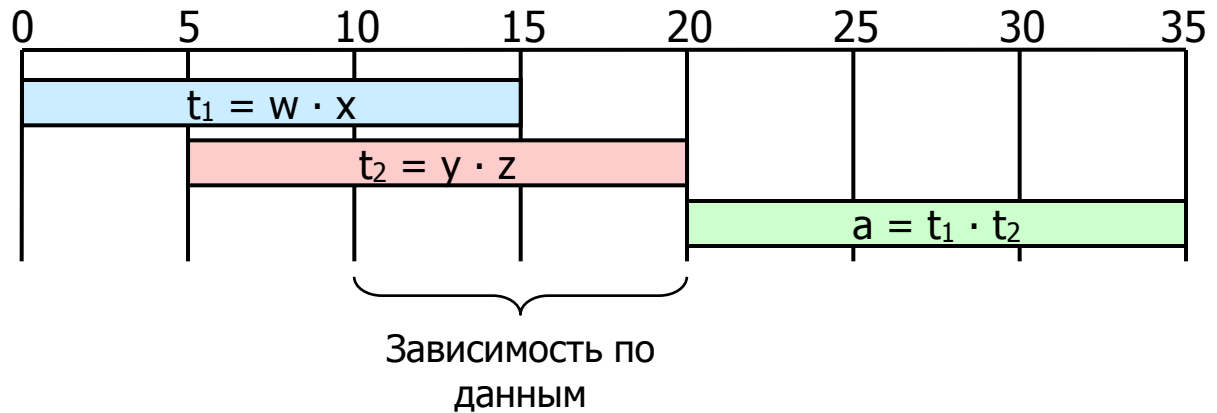 0 5 10 15 20 25 30 35
t₁ = w · x
t₂ = y · z
a = t₁ · t₂
Зависимость по
данным